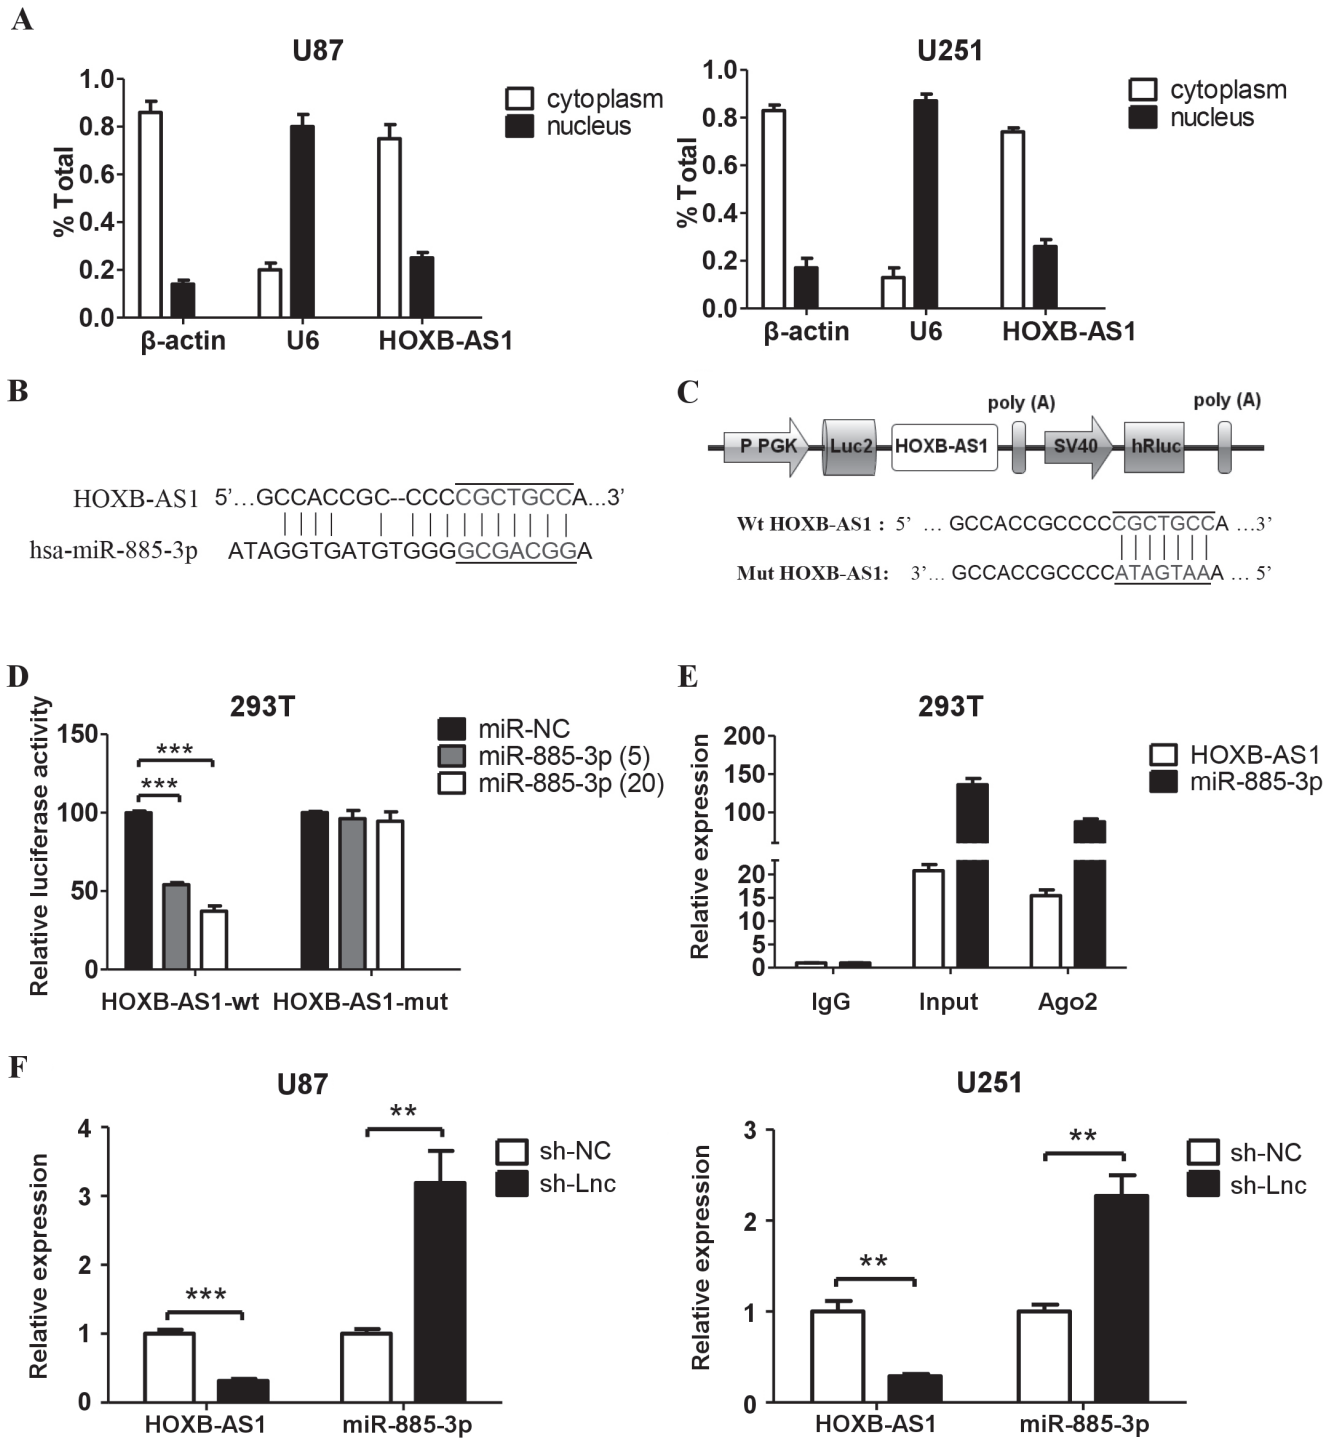 A
U87
1.0
0.8
0.6
0.4
0.2
0.0
% Total
cytoplasm
nucleus
β-actin
U6
HOXB-AS1
U251
1.0
0.8
0.6
0.4
0.2
0.0
% Total
cytoplasm
nucleus
β-actin
U6
HOXB-AS1
B
HOXB-AS1 5’...GCCACCGC--CCCCCGCTGCCA...3’
hsa-miR-885-3p ATAGGTGATGTGGGGCGACGGA
C
poly (A)
poly (A)
P PGK
Luc2
HOXB-AS1
SV40
hRluc
Wt HOXB-AS1 : 5’ ... GCCACCGCCCCCGCTGCCA ...3’
Mut HOXB-AS1: 3’... GCCACCGCCCCATAGTAAA ... 5’
D
293T
150
100
50
0
Relative luciferase activity
***
***
miR-NC
miR-885-3p (5)
miR-885-3p (20)
HOXB-AS1-wt
HOXB-AS1-mut
E
293T
200
150
100
20
15
10
5
0
Relative expression
HOXB-AS1
miR-885-3p
IgG
Input
Ago2
F
U87
4
3
2
1
0
Relative expression
***
**
sh-NC
sh-Lnc
HOXB-AS1
miR-885-3p
U251
3
2
1
0
Relative expression
**
**
sh-NC
sh-Lnc
HOXB-AS1
miR-885-3p